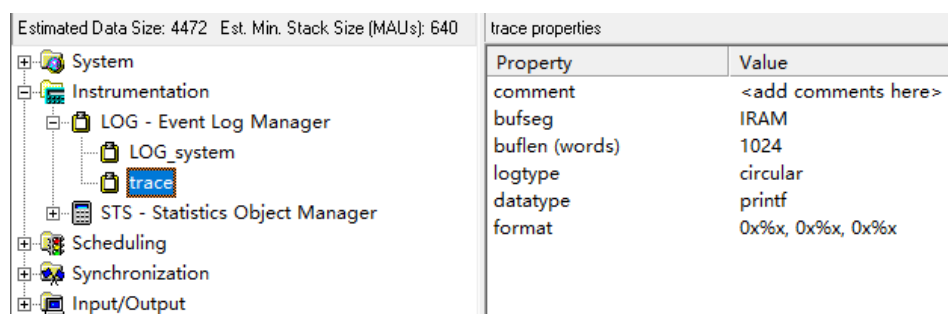 Estimated Data Size: 4472 Est. Min. Stack Size (MAUs): 640
System
Instrumentation
LOG - Event Log Manager
LOG_system
trace
STS - Statistics Object Manager
Scheduling
Synchronization
Input/Output
trace properties
Property Value
comment <add comments here>
bufseg IRAM
buflen (words) 1024
logtype circular
datatype printf
format 0x%x, 0x%x, 0x%x